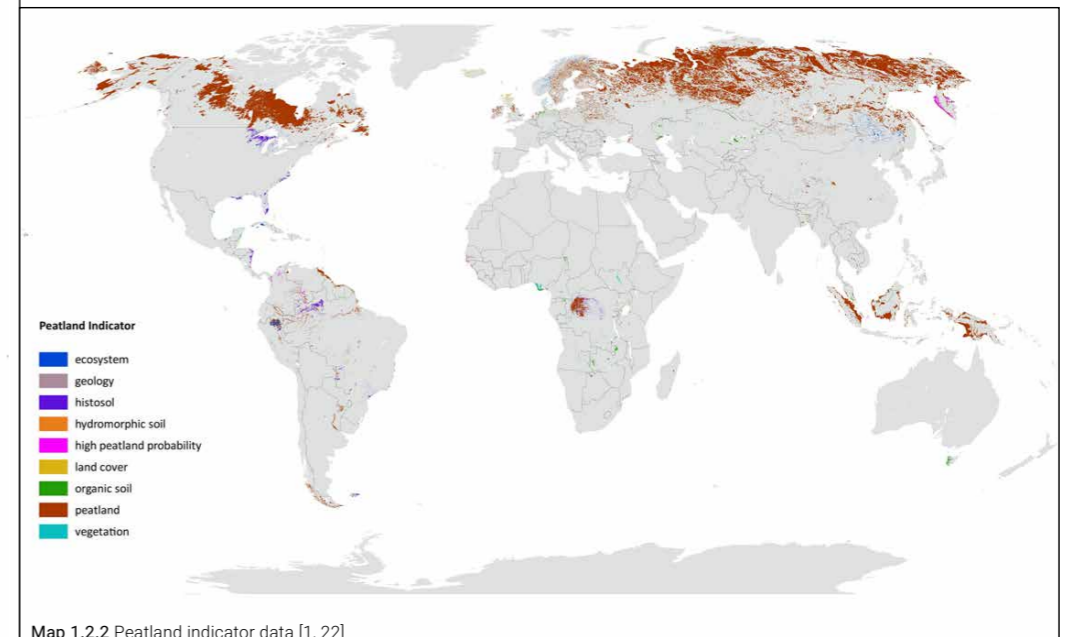 Peatland Indicator
ecosystem
geology
histosol
hydromorphic soil
high peatland probability
land cover
organic soil
peatland
vegetation
Map 1.2.2 Peatland indicator data [1, 22]